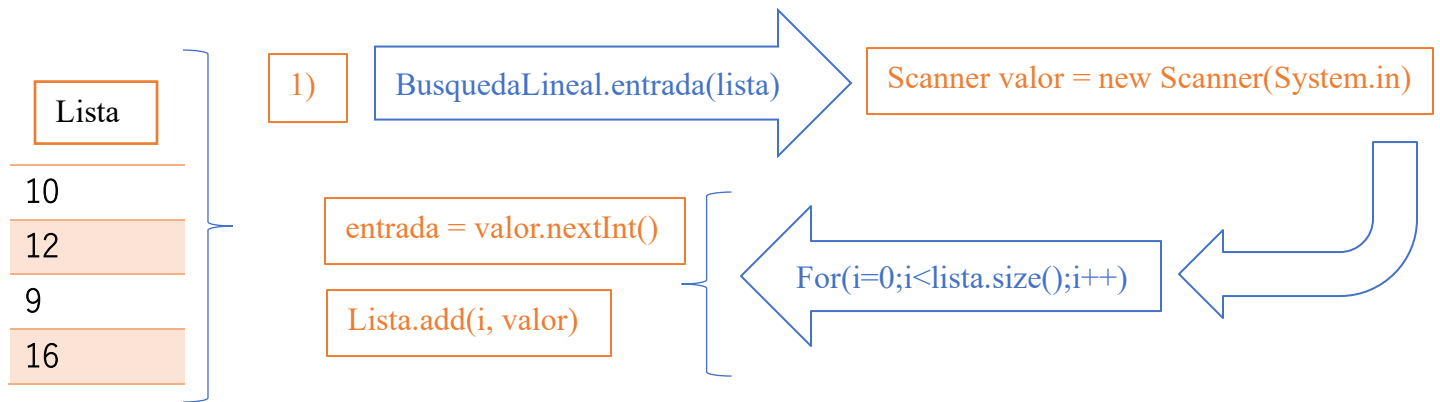 Lista
10
12
9
16
1)
BusquedaLineal.entrada(lista)
Scanner valor = new Scanner(System.in)
For(i=0;i<lista.size();i++)
entrada = valor.nextInt()
Lista.add(i, valor)